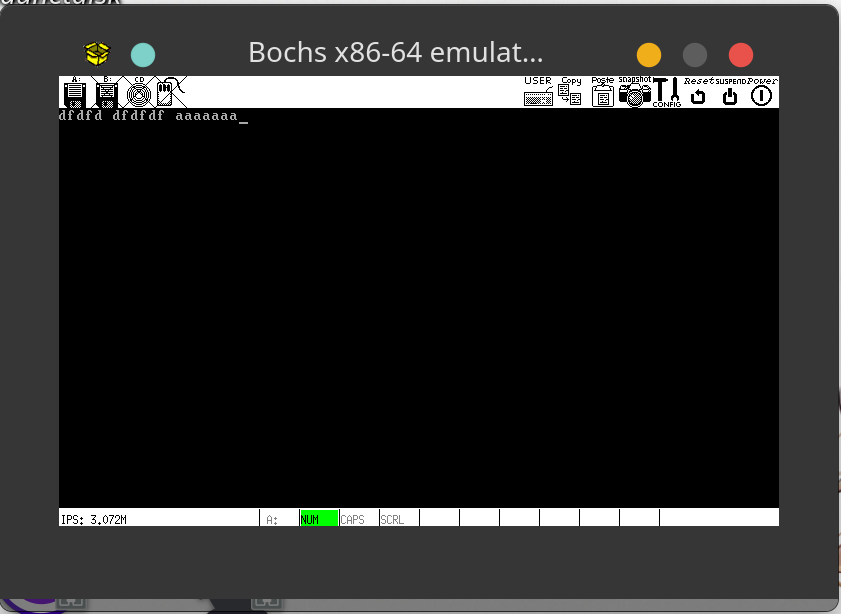 Bochs x86-64 emulat...
A: B: CD USER Copy Paste snapshot CONFIG Reset SUSPEND Power
dfdfd dfdfdf aaaaaaa_
IPS: 3.072M A: NUM CAPS SCRL